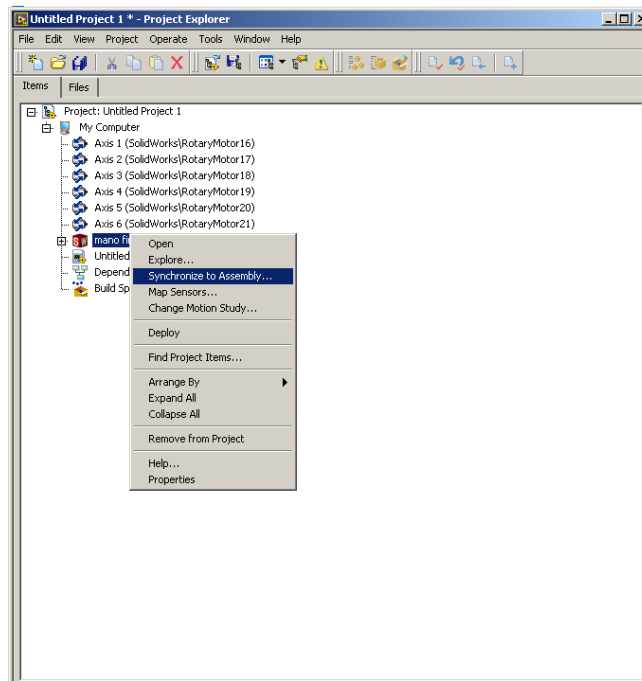 Untitled Project 1 * - Project Explorer
File Edit View Project Operate Tools Window Help
Items Files
Project: Untitled Project 1
My Computer
Axis 1 (SolidWorks\RotaryMotor16)
Axis 2 (SolidWorks\RotaryMotor17)
Axis 3 (SolidWorks\RotaryMotor18)
Axis 4 (SolidWorks\RotaryMotor19)
Axis 5 (SolidWorks\RotaryMotor20)
Axis 6 (SolidWorks\RotaryMotor21)
mano fi
Untitled
Depend
Build Sp
Open
Explore...
Synchronize to Assembly...
Map Sensors...
Change Motion Study...
Deploy
Find Project Items...
Arrange By
Expand All
Collapse All
Remove from Project
Help...
Properties